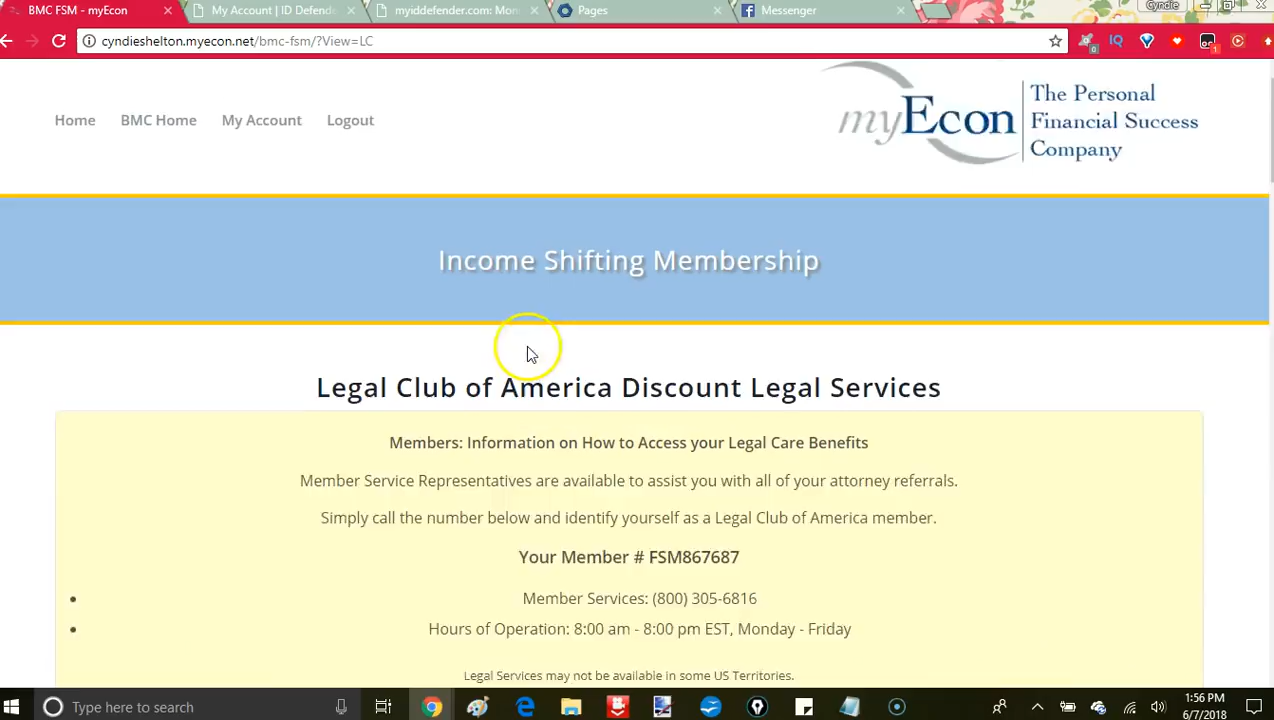 BMC FSM - myEcon
My Account | ID Defend
myiddefender.com: Mon
Pages
Messenger
Cyndie
cyndieshelton.myecon.net/bmc-fsm/?View=LC
IQ
0
1
Home
BMC Home
My Account
Logout
myEcon
The Personal
Financial Success
Company
Income Shifting Membership
Legal Club of America Discount Legal Services
Members: Information on How to Access your Legal Care Benefits
Member Service Representatives are available to assist you with all of your attorney referrals.
Simply call the number below and identify yourself as a Legal Club of America member.
Your Member # FSM867687
Member Services: (800) 305-6816
Hours of Operation: 8:00 am - 8:00 pm EST, Monday - Friday
Legal Services may not be available in some US Territories.
Type here to search
1:56 PM
6/7/2018